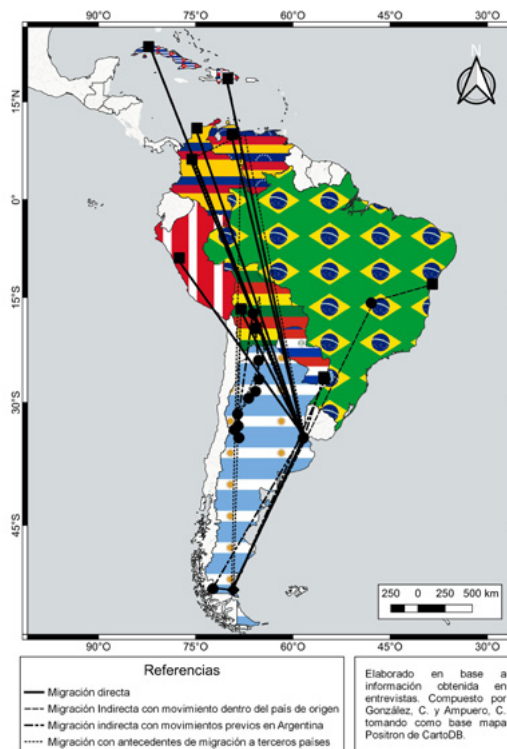 90°O 75°O 60°O 45°O 30°O
N
15°N
0°
15°S
30°S
45°S
250 0 250 500 km
90°O 75°O 60°O 45°O 30°O
Referencias
Migración directa
Migración Indirecta con movimiento dentro del país de origen
Migración indirecta con movimientos previos en Argentina
Migración con antecedentes de migración a terceros países
Elaborado en base a
información obtenida en
entrevistas. Compuesto por
González, C. y Ampuero, C.
tomando como base mapa
Positron de CartoDB.